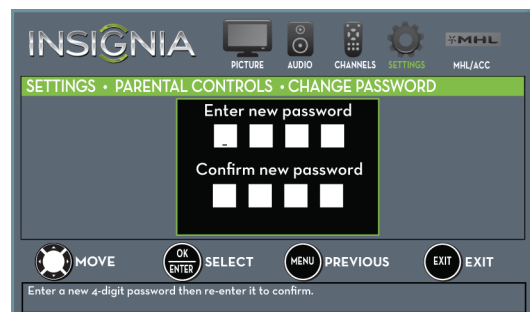 INSIGNIA
PICTURE AUDIO CHANNELS SETTINGS MHL MHL/ACC
SETTINGS • PARENTAL CONTROLS • CHANGE PASSWORD
Enter new password
Confirm new password
MOVE OK ENTER SELECT MENU PREVIOUS EXIT EXIT
Enter a new 4-digit password then re-enter it to confirm.